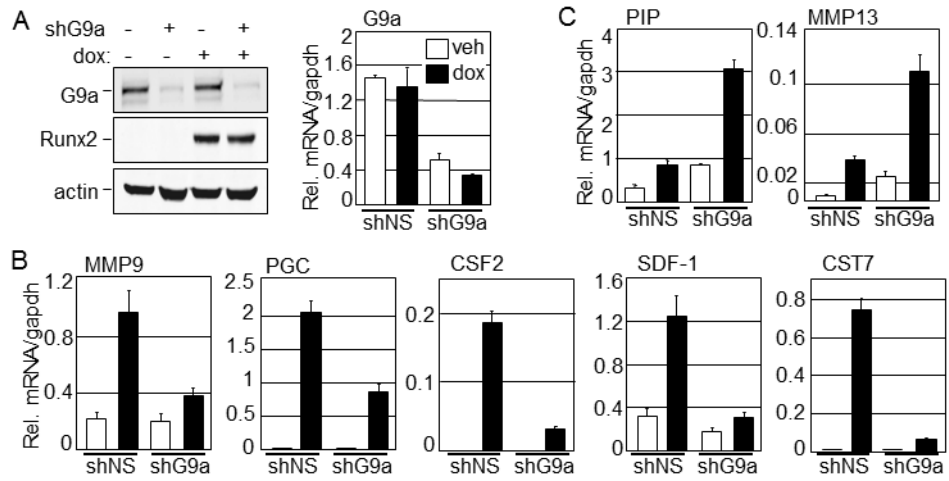 A
shG9a - + - +
dox: - - + +
G9a
Runx2
actin
G9a
Rel. mRNA/gapdh
2
1.6
1.2
0.8
0.4
0
veh
dox
shNS shG9a
C
PIP
Rel. mRNA/gapdh
4
3
2
1
0
shNS shG9a
MMP13
0.14
0.1
0.06
0.02
0
shNS shG9a
B
MMP9
Rel. mRNA/gapdh
1.2
0.8
0.4
0
shNS shG9a
PGC
2.5
2
1.5
1
0.5
0
shNS shG9a
CSF2
0.2
0.1
0
shNS shG9a
SDF-1
1.6
1.2
0.8
0.4
0
shNS shG9a
CST7
0.8
0.6
0.4
0.2
0
shNS shG9a